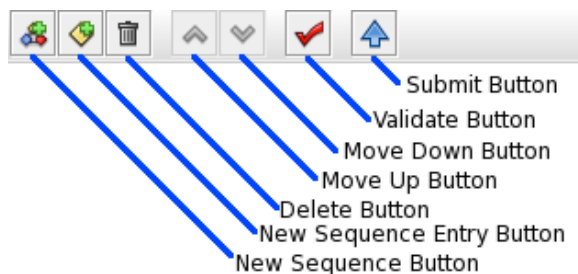 Submit Button
Validate Button
Move Down Button
Move Up Button
Delete Button
New Sequence Entry Button
New Sequence Button